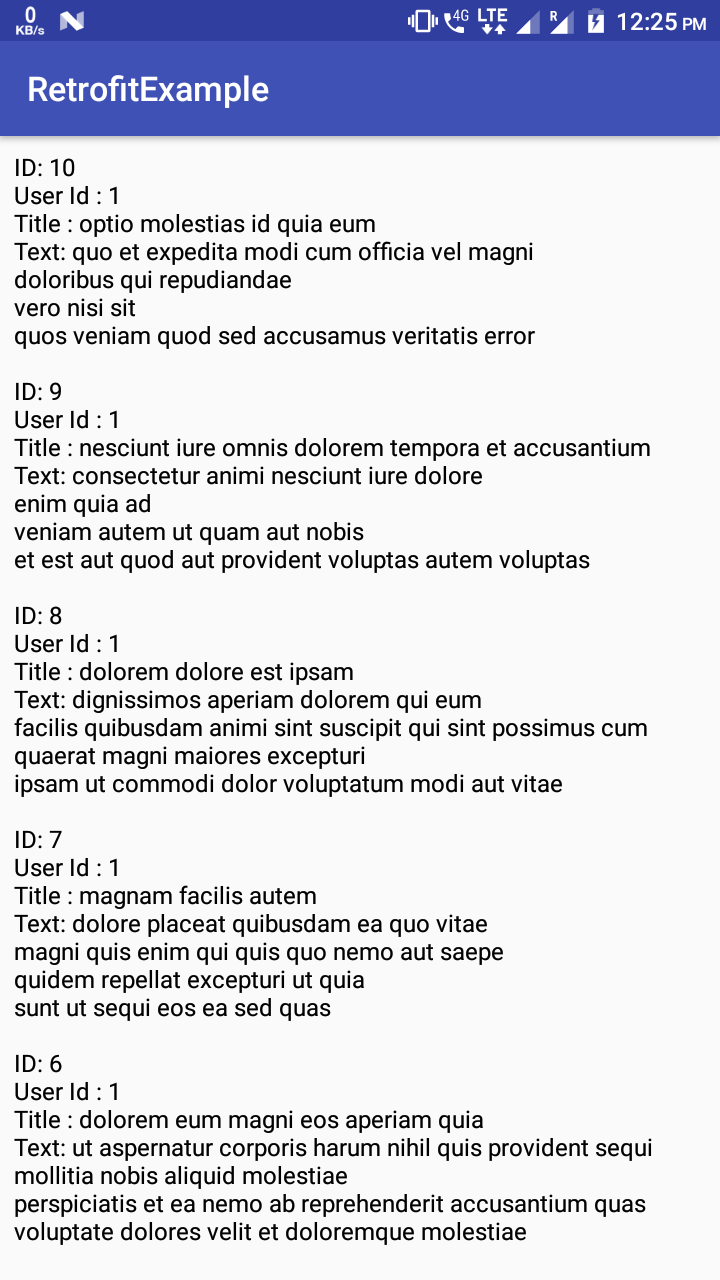 0
KB/s
4G
LTE
R
12:25 PM
RetrofitExample
ID: 10
User Id : 1
Title : optio molestias id quia eum
Text: quo et expedita modi cum officia vel magni
doloribus qui repudiandae
vero nisi sit
quos veniam quod sed accusamus veritatis error
ID: 9
User Id : 1
Title : nesciunt iure omnis dolorem tempora et accusantium
Text: consectetur animi nesciunt iure dolore
enim quia ad
veniam autem ut quam aut nobis
et est aut quod aut provident voluptas autem voluptas
ID: 8
User Id : 1
Title : dolorem dolore est ipsam
Text: dignissimos aperiam dolorem qui eum
facilis quibusdam animi sint suscipit qui sint possimus cum
quaerat magni maiores excepturi
ipsam ut commodi dolor voluptatum modi aut vitae
ID: 7
User Id : 1
Title : magnam facilis autem
Text: dolore placeat quibusdam ea quo vitae
magni quis enim qui quis quo nemo aut saepe
quidem repellat excepturi ut quia
sunt ut sequi eos ea sed quas
ID: 6
User Id : 1
Title : dolorem eum magni eos aperiam quia
Text: ut aspernatur corporis harum nihil quis provident sequi
mollitia nobis aliquid molestiae
perspiciatis et ea nemo ab reprehenderit accusantium quas
voluptate dolores velit et doloremque molestiae